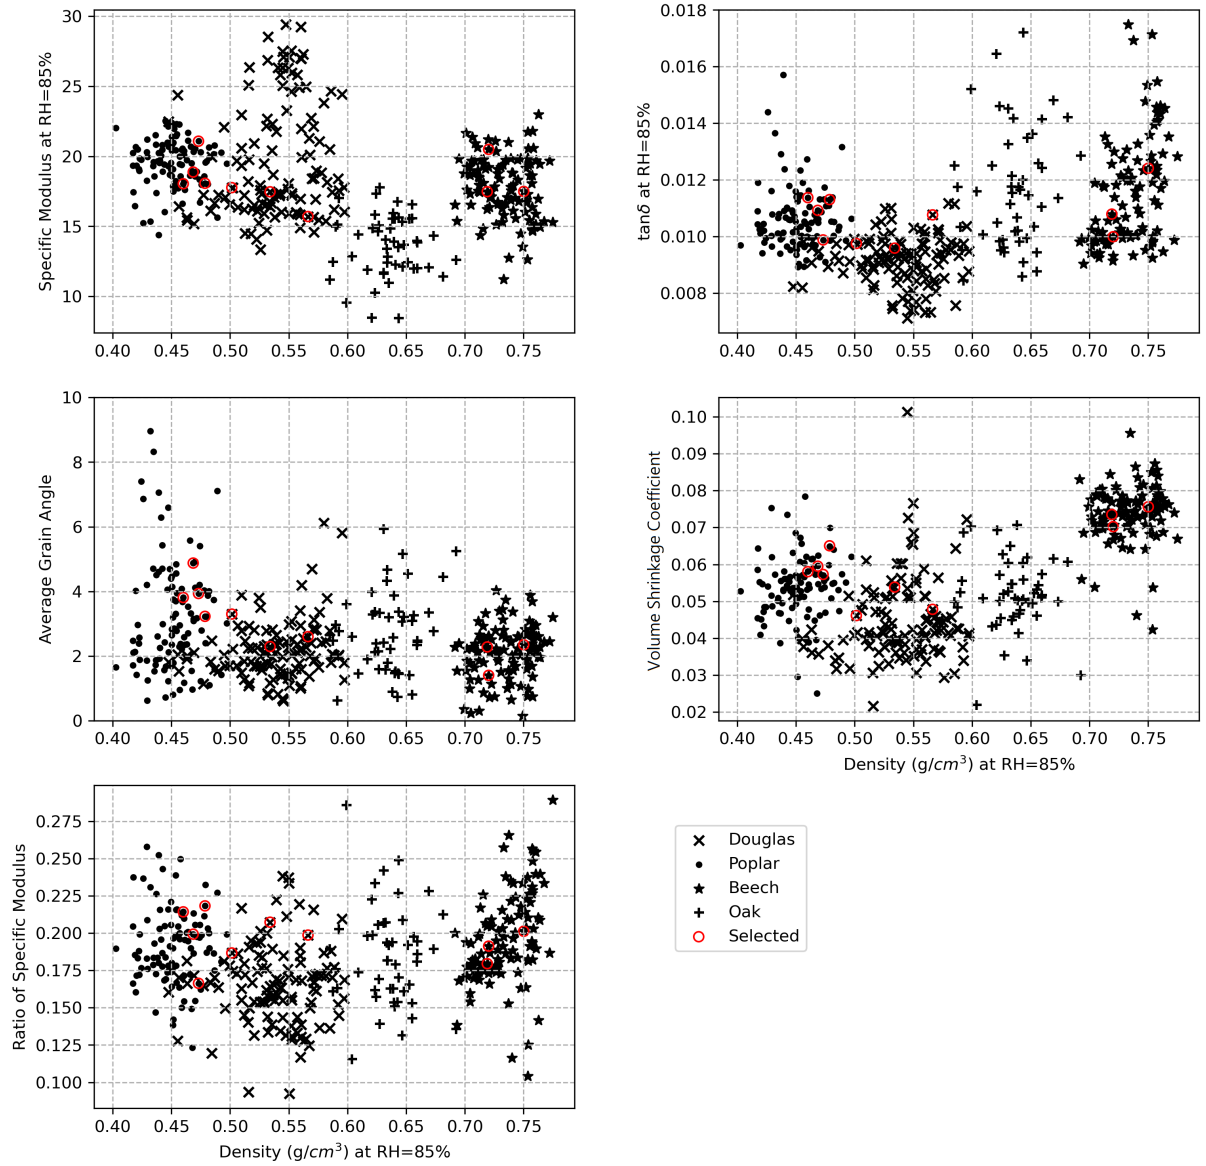 Specific Modulus at RH=85%
30
25
20
15
10
0.40 0.45 0.50 0.55 0.60 0.65 0.70 0.75
tanδ at RH=85%
0.018
0.016
0.014
0.012
0.010
0.008
0.40 0.45 0.50 0.55 0.60 0.65 0.70 0.75
Average Grain Angle
10
8
6
4
2
0
0.40 0.45 0.50 0.55 0.60 0.65 0.70 0.75
Volume Shrinkage Coefficient
0.10
0.09
0.08
0.07
0.06
0.05
0.04
0.03
0.02
0.40 0.45 0.50 0.55 0.60 0.65 0.70 0.75
Density (g/cm³) at RH=85%
Ratio of Specific Modulus
0.275
0.250
0.225
0.200
0.175
0.150
0.125
0.100
0.40 0.45 0.50 0.55 0.60 0.65 0.70 0.75
Density (g/cm³) at RH=85%
Douglas
Poplar
Beech
Oak
Selected